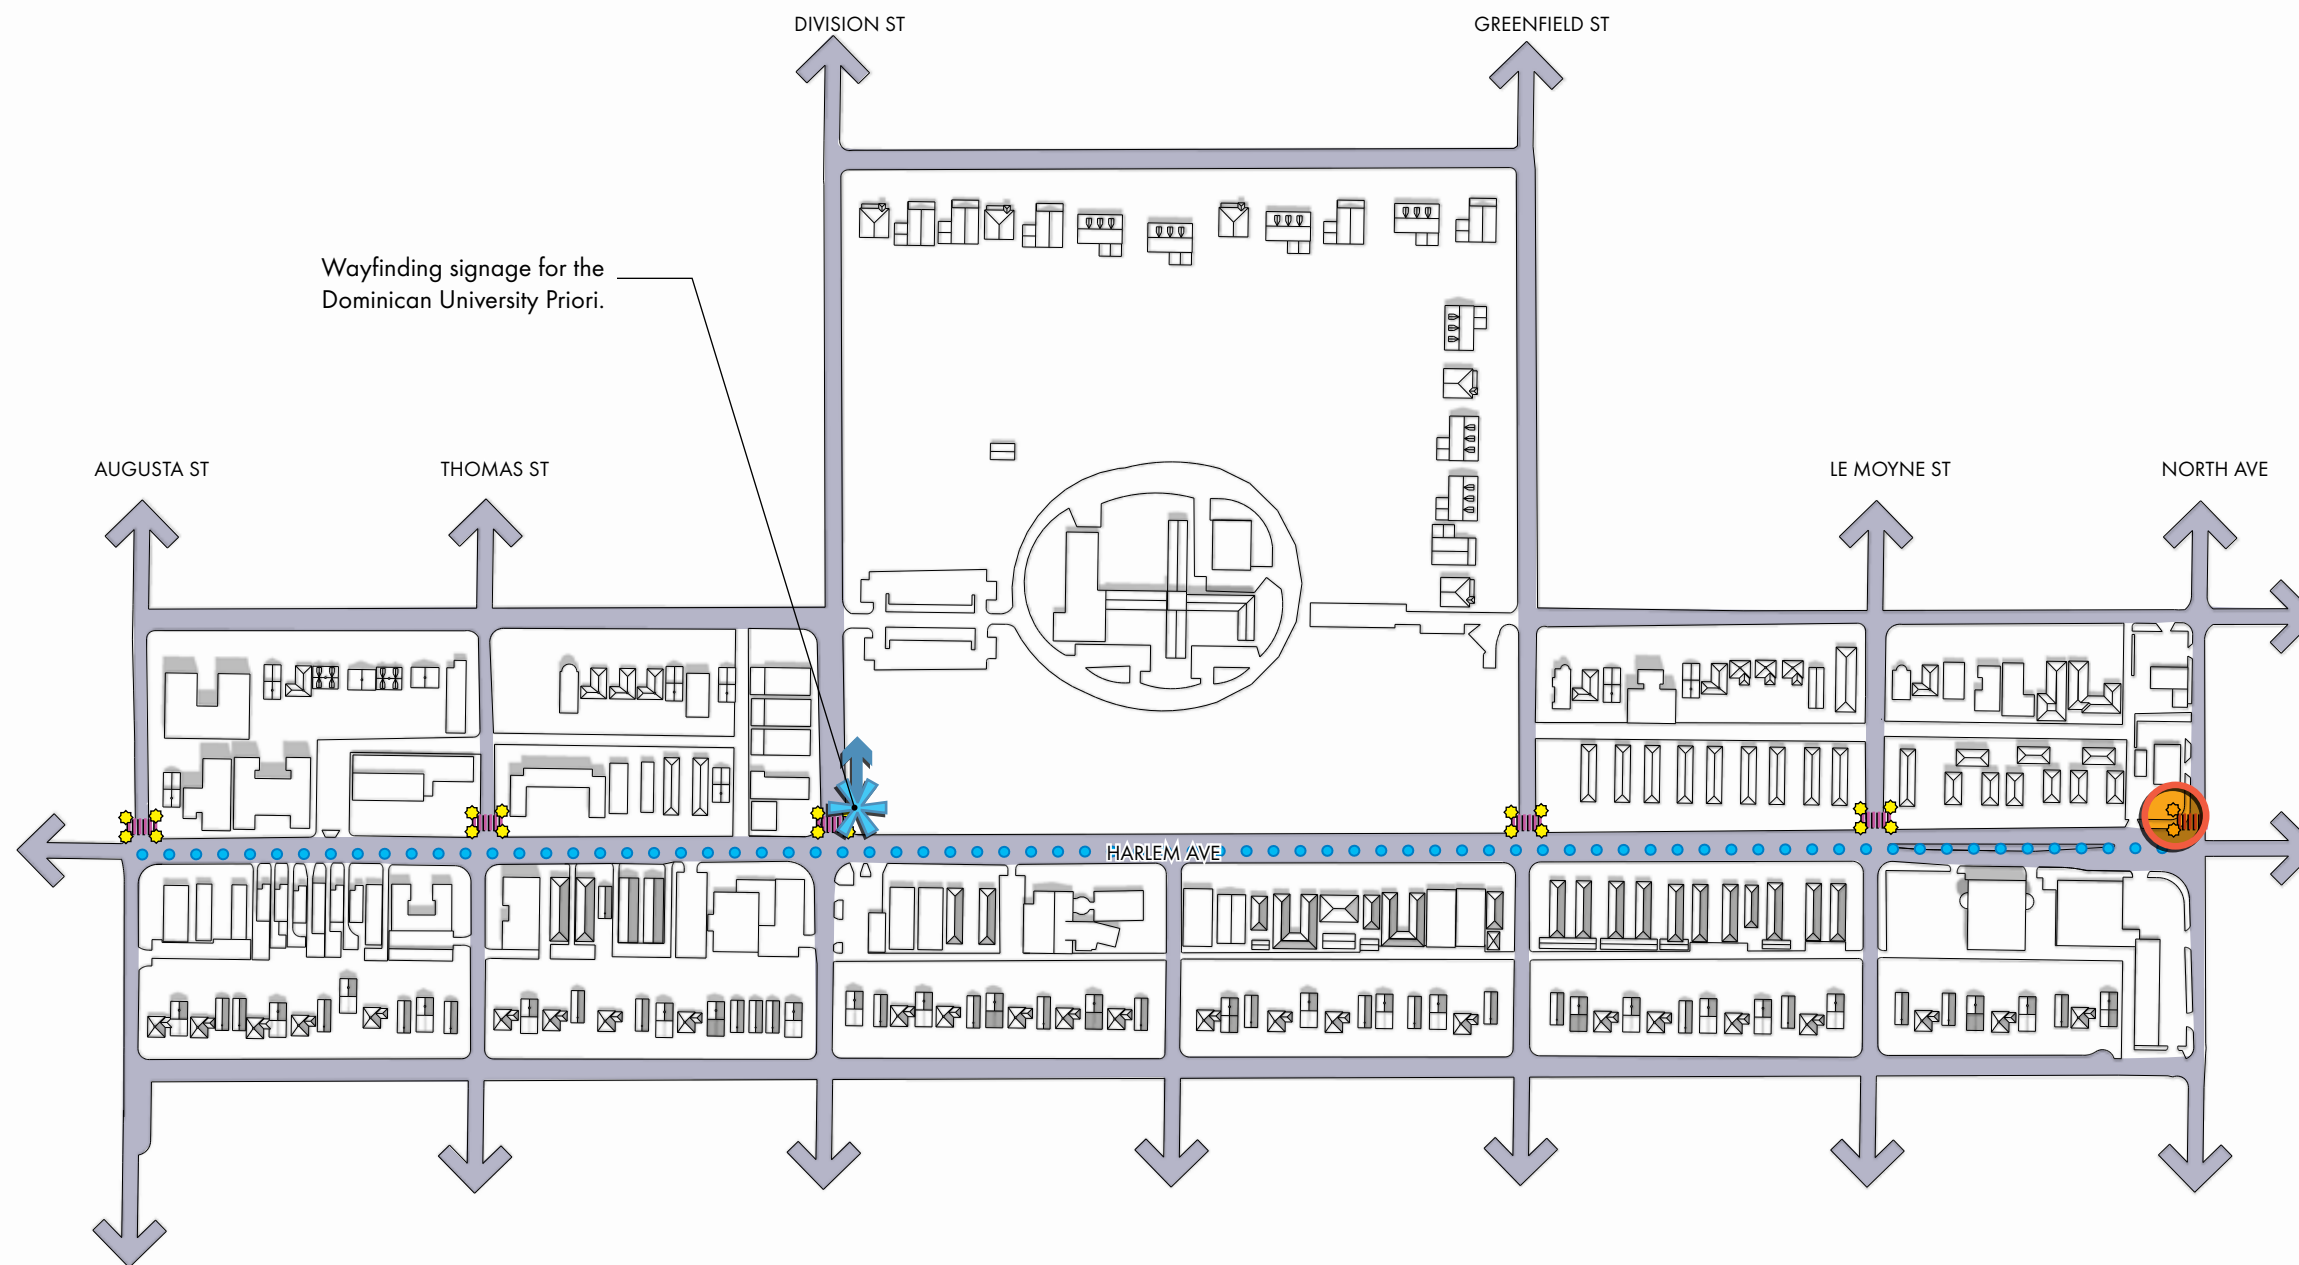 DIVISION ST
GREENFIELD ST
Wayfinding signage for the
Dominican University Priori.
AUGUSTA ST
THOMAS ST
LE MOYNE ST
NORTH AVE
HARLEM AVE